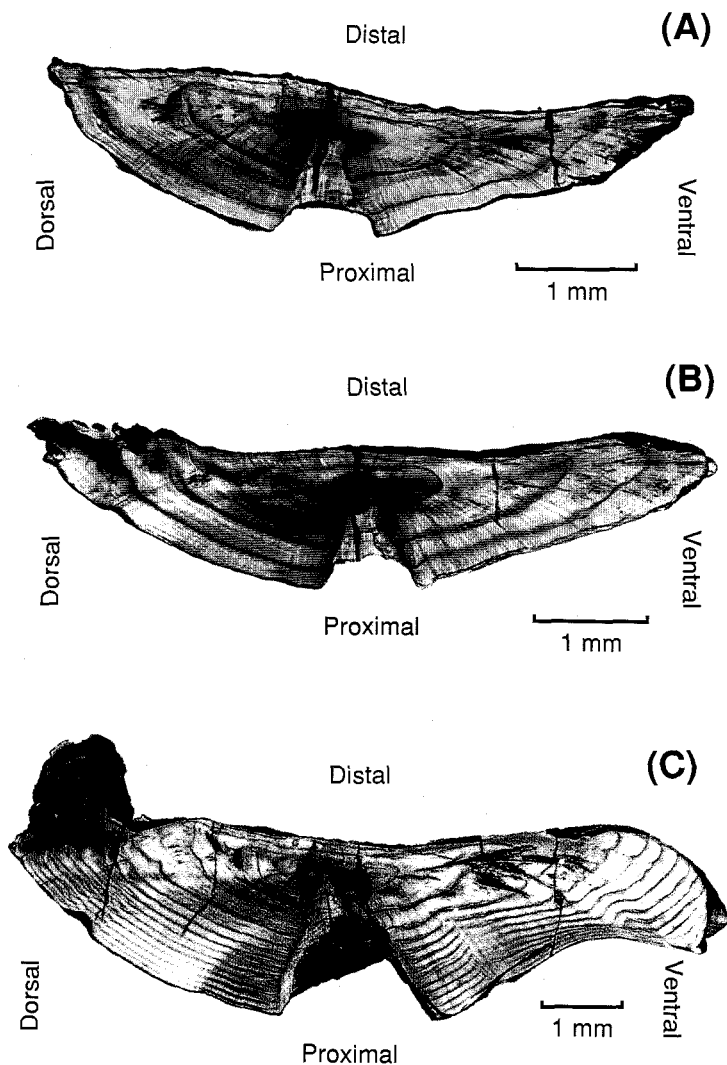 (A)
Distal
Dorsal
Ventral
Proximal
1 mm
(B)
Distal
Dorsal
Ventral
Proximal
1 mm
(C)
Distal
Dorsal
Ventral
1 mm
Proximal